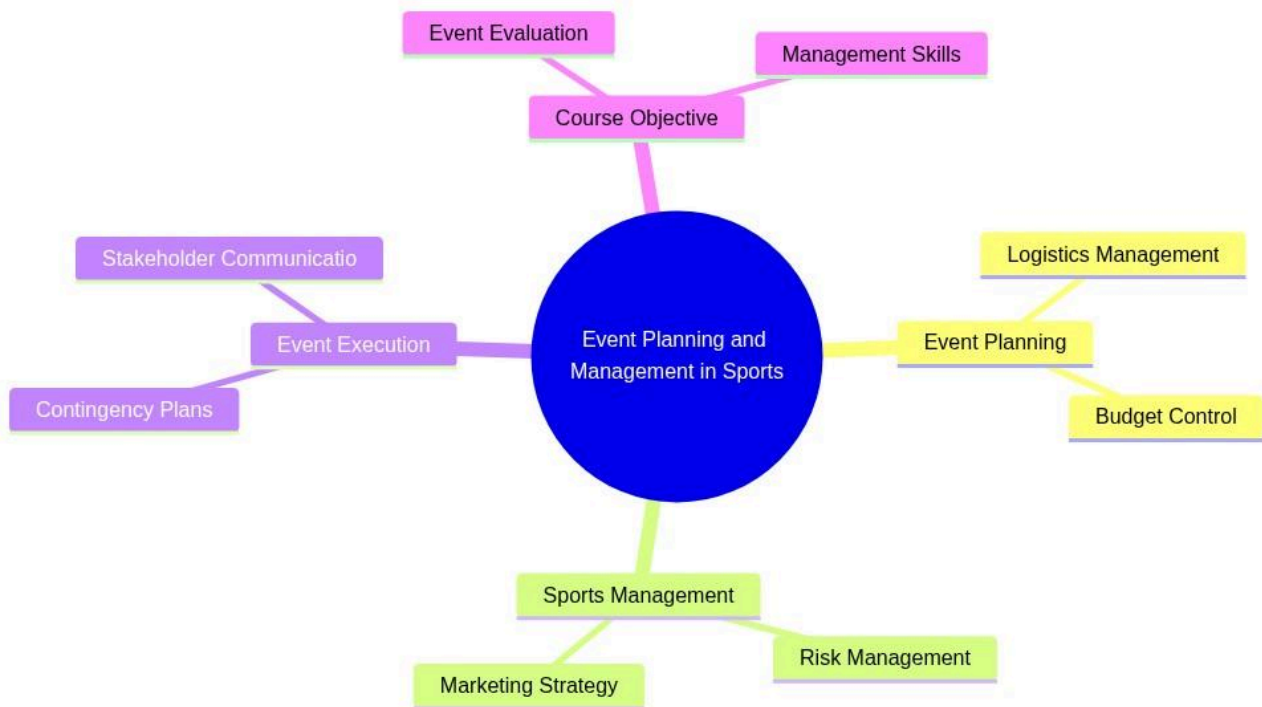 Event Evaluation
Management Skills
Course Objective
Stakeholder Communicatio
Logistics Management
Event Execution
Event Planning and
Management in Sports
Event Planning
Contingency Plans
Budget Control
Sports Management
Risk Management
Marketing Strategy